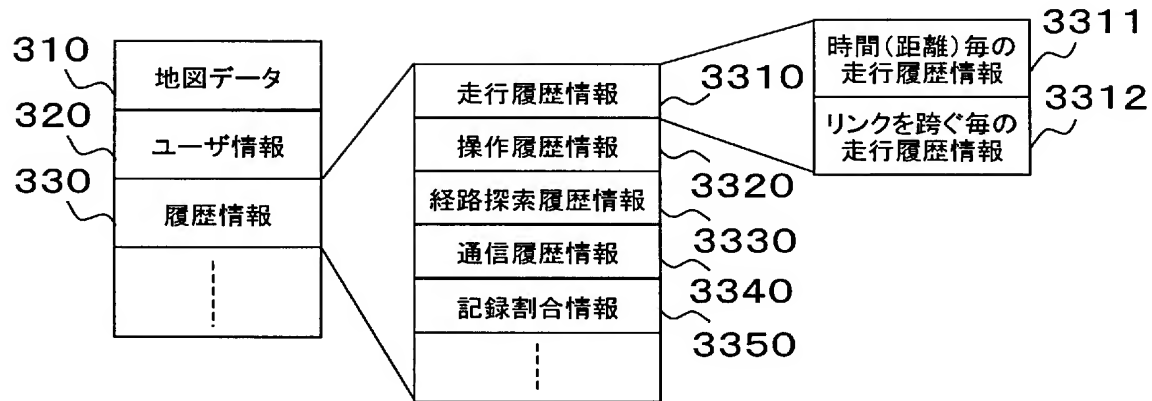 310
地図データ
320
ユーザ情報
330
履歴情報
走行履歴情報
3310
操作履歴情報
3320
経路探索履歴情報
3330
通信履歴情報
3340
記録割合情報
3350
時間(距離)毎の
走行履歴情報
3311
リンクを跨ぐ毎の
走行履歴情報
3312